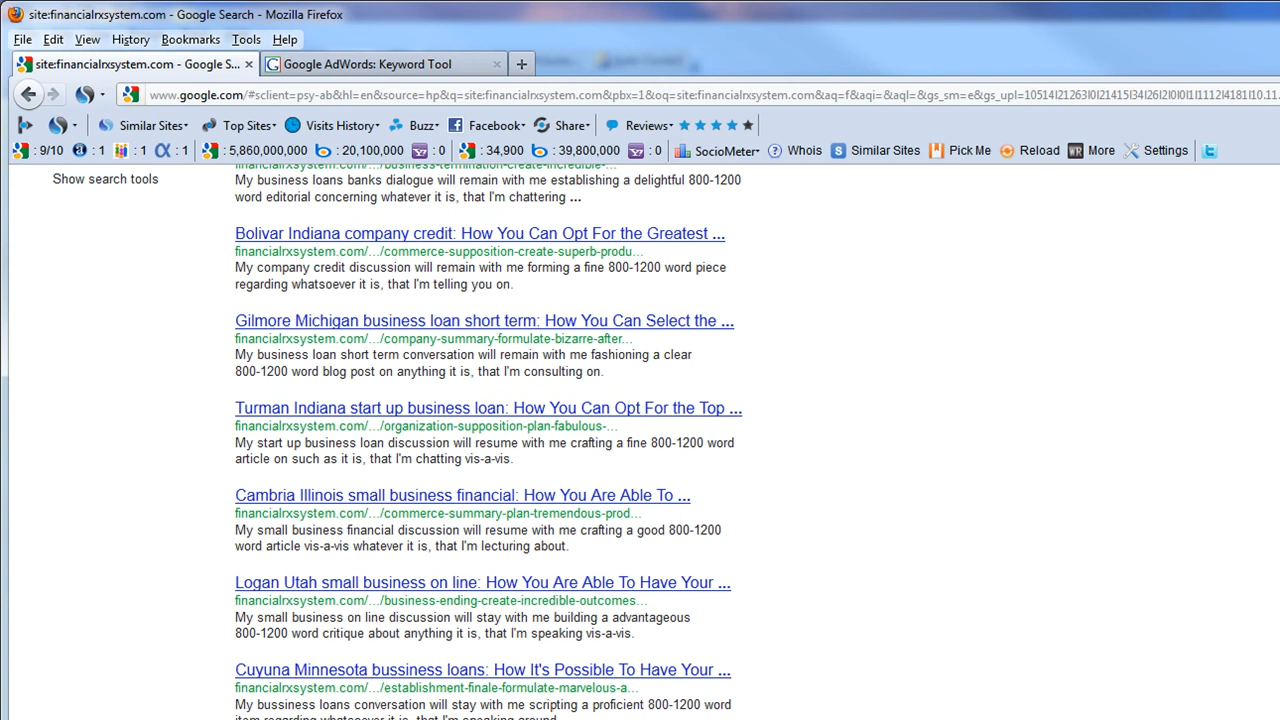 site:financialrxsystem.com - Google Search - Mozilla Firefox
File Edit View History Bookmarks Tools Help
site:financialrxsystem.com - Google S... × Google AdWords: Keyword Tool × +
www.google.com/#sclient=psy-ab&hl=en&source=hp&q=site:financialrxsystem.com&pbx=1&oq=site:financialrxsystem.com&aq=f&aqi=&aql=&gs_sm=e&gs_upl=10514l21263l0l21415l34l26l2l0l0l1l1112l4181l10.11.
Similar Sites Top Sites Visits History Buzz Facebook Share Reviews
: 9/10 : 1 : 1 : 1 : 5,860,000,000 : 20,100,000 : 0 : 34,900 : 39,800,000 : 0 SocioMeter Whois Similar Sites Pick Me Reload WR More Settings
financialrxsystem.com/.../business-termination-create-incredible-...
Show search tools
My business loans banks dialogue will remain with me establishing a delightful 800-1200
word editorial concerning whatever it is, that I'm chattering ...
Bolivar Indiana company credit: How You Can Opt For the Greatest ...
financialrxsystem.com/.../commerce-supposition-create-superb-produ...
My company credit discussion will remain with me forming a fine 800-1200 word piece
regarding whatsoever it is, that I'm telling you on.
Gilmore Michigan business loan short term: How You Can Select the ...
financialrxsystem.com/.../company-summary-formulate-bizarre-after...
My business loan short term conversation will remain with me fashioning a clear
800-1200 word blog post on anything it is, that I'm consulting on.
Turman Indiana start up business loan: How You Can Opt For the Top ...
financialrxsystem.com/.../organization-supposition-plan-fabulous-...
My start up business loan discussion will resume with me crafting a fine 800-1200 word
article on such as it is, that I'm chatting vis-a-vis.
Cambria Illinois small business financial: How You Are Able To ...
financialrxsystem.com/.../commerce-summary-plan-tremendous-prod...
My small business financial discussion will resume with me crafting a good 800-1200
word article vis-a-vis whatever it is, that I'm lecturing about.
Logan Utah small business on line: How You Are Able To Have Your ...
financialrxsystem.com/.../business-ending-create-incredible-outcomes...
My small business on line discussion will stay with me building a advantageous
800-1200 word critique about anything it is, that I'm speaking vis-a-vis.
Cuyuna Minnesota bussiness loans: How It's Possible To Have Your ...
financialrxsystem.com/.../establishment-finale-formulate-marvelous-a...
My bussiness loans conversation will stay with me scripting a proficient 800-1200 word
item regarding whatsoever it is, that I'm speaking around.